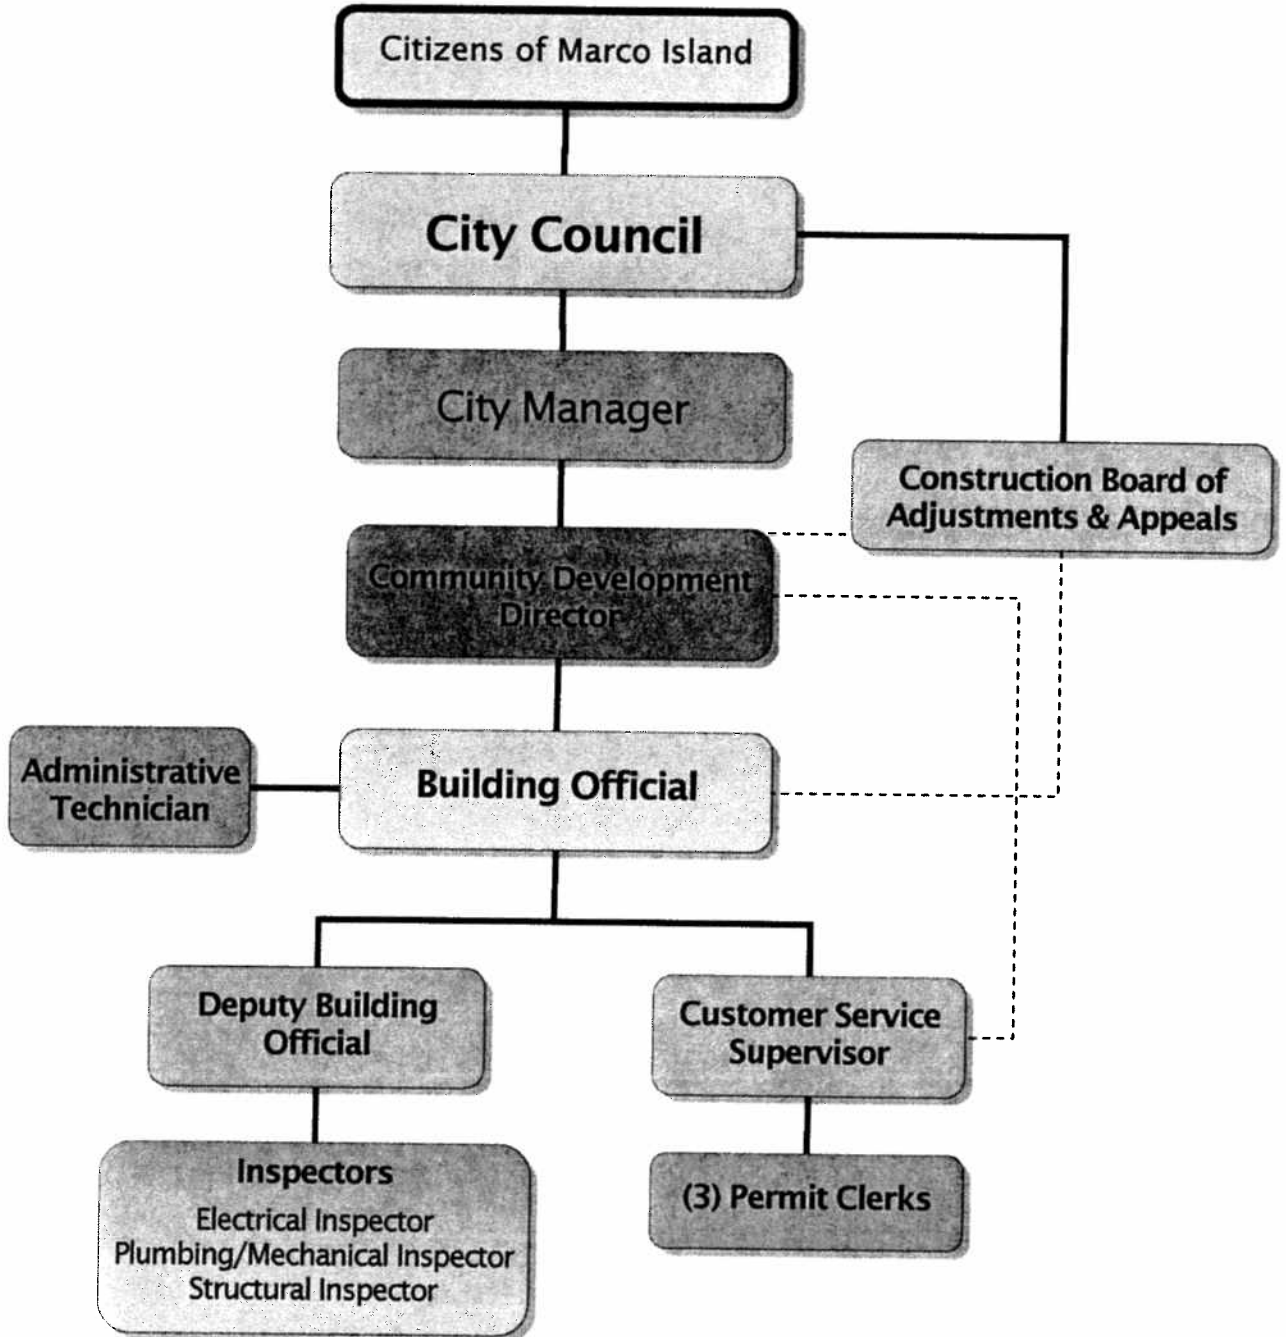 Citizens of Marco Island
City Council
City Manager
Construction Board of
Adjustments & Appeals
Community Development
Director
Administrative
Technician
Building Official
Deputy Building
Official
Customer Service
Supervisor
Inspectors
Electrical Inspector
Plumbing/Mechanical Inspector
Structural Inspector
(3) Permit Clerks